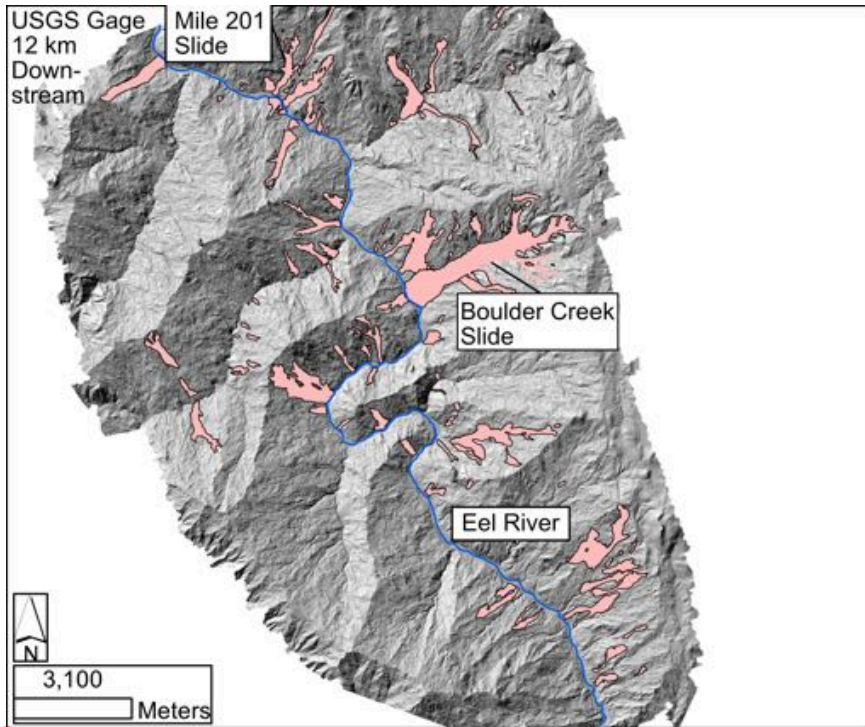 USGS Gage
12 km
Down-
stream
Mile 201
Slide
Boulder Creek
Slide
Eel River
N
3,100
Meters